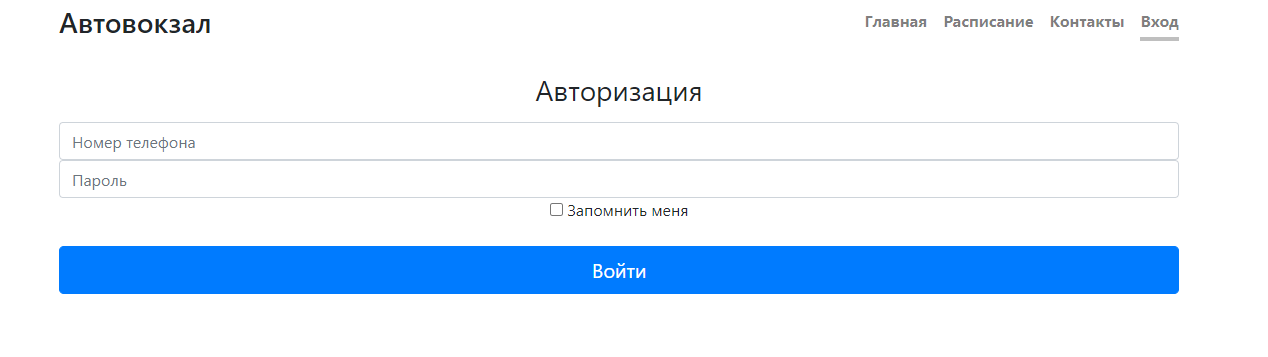 Автовокзал
Главная Расписание Контакты Вход
Авторизация
Номер телефона
Пароль
Запомнить меня
Войти